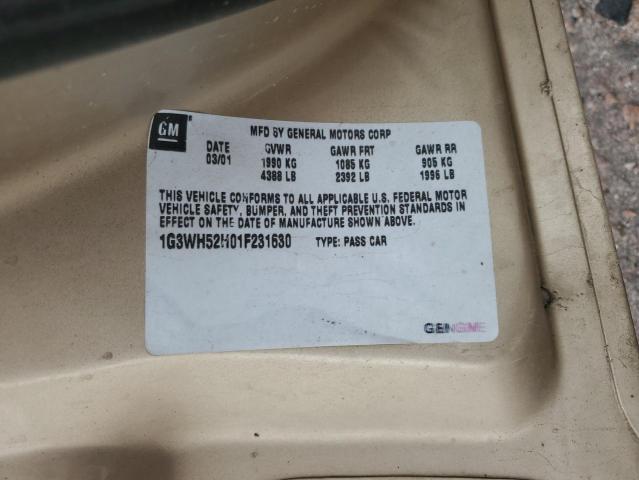 GM
MFD BY GENERAL MOTORS CORP
DATE GVWR GAWR FRT GAWR RR
03/01 1990 KG 1085 KG 905 KG
4388 LB 2392 LB 1996 LB
THIS VEHICLE CONFORMS TO ALL APPLICABLE U.S. FEDERAL MOTOR
VEHICLE SAFETY, BUMPER, AND THEFT PREVENTION STANDARDS IN
EFFECT ON THE DATE OF MANUFACTURE SHOWN ABOVE.
1G3WH52H01F231630 TYPE: PASS CAR
GENGME